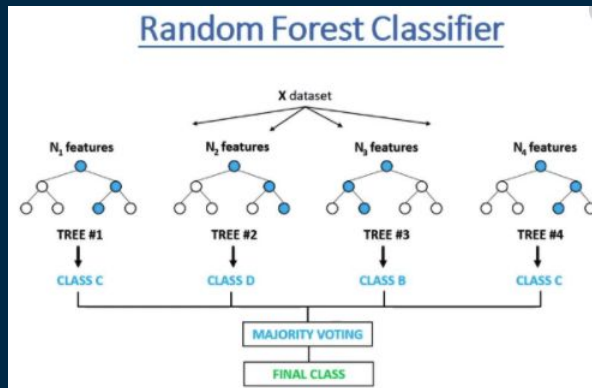 Random Forest Classifier
X dataset
N₁ features N₂ features N₃ features N₄ features
TREE #1 TREE #2 TREE #3 TREE #4
CLASS C CLASS D CLASS B CLASS C
MAJORITY VOTING
FINAL CLASS